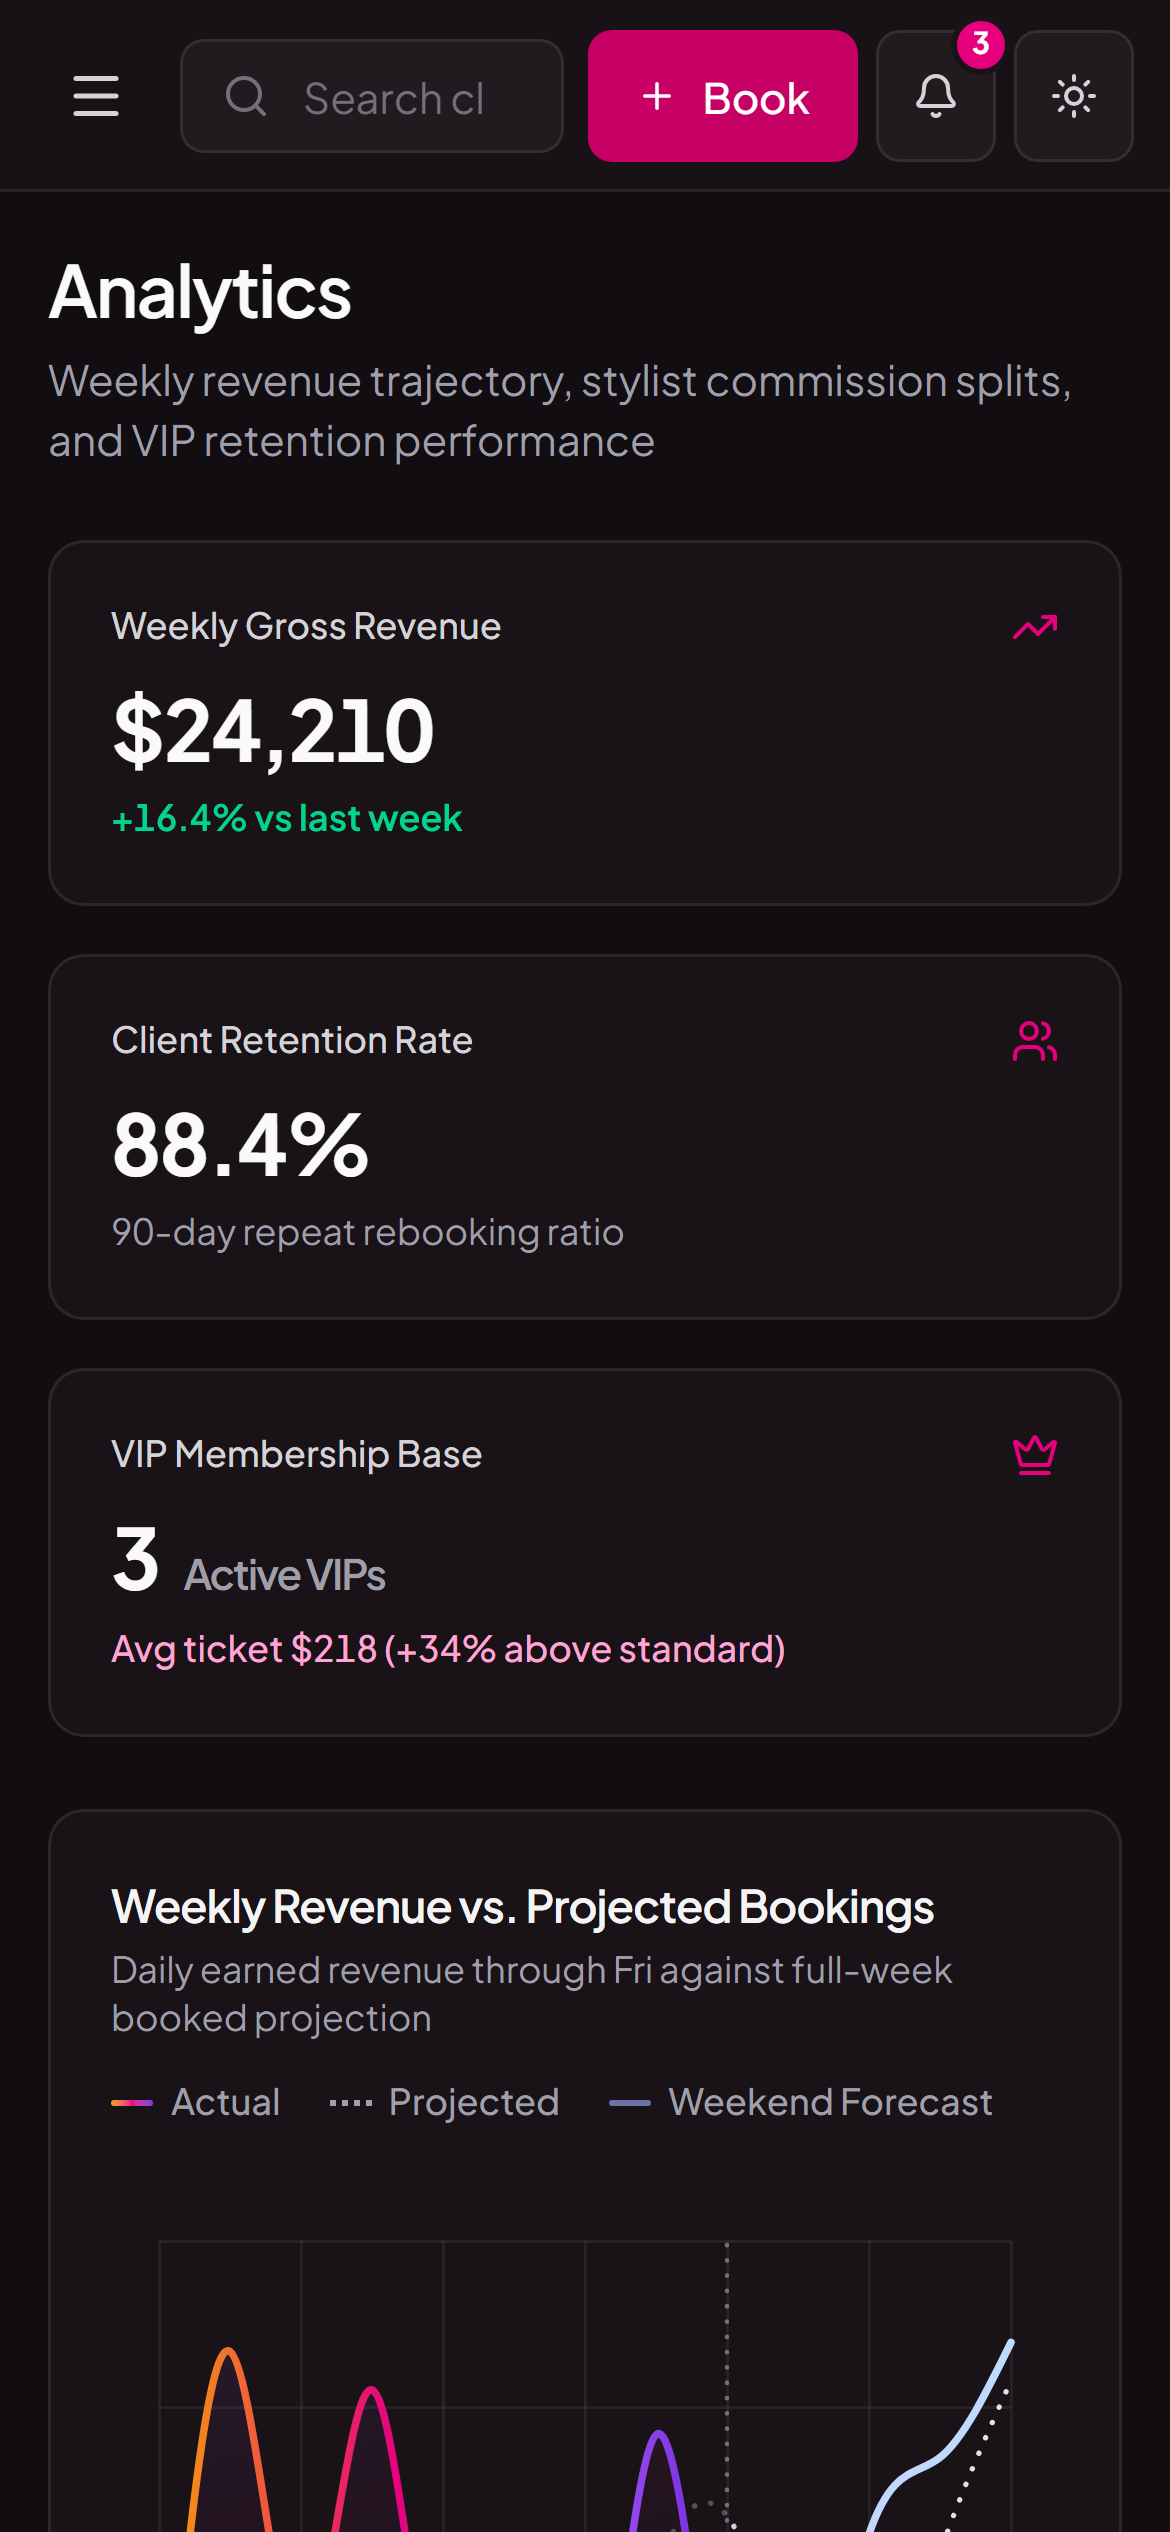 Search cl
Book
3
Analytics
Weekly revenue trajectory, stylist commission splits,
and VIP retention performance
Weekly Gross Revenue
$24,210
+16.4% vs last week
Client Retention Rate
88.4%
90-day repeat rebooking ratio
VIP Membership Base
3 Active VIPs
Avg ticket $218 (+34% above standard)
Weekly Revenue vs. Projected Bookings
Daily earned revenue through Fri against full-week
booked projection
Actual Projected Weekend Forecast